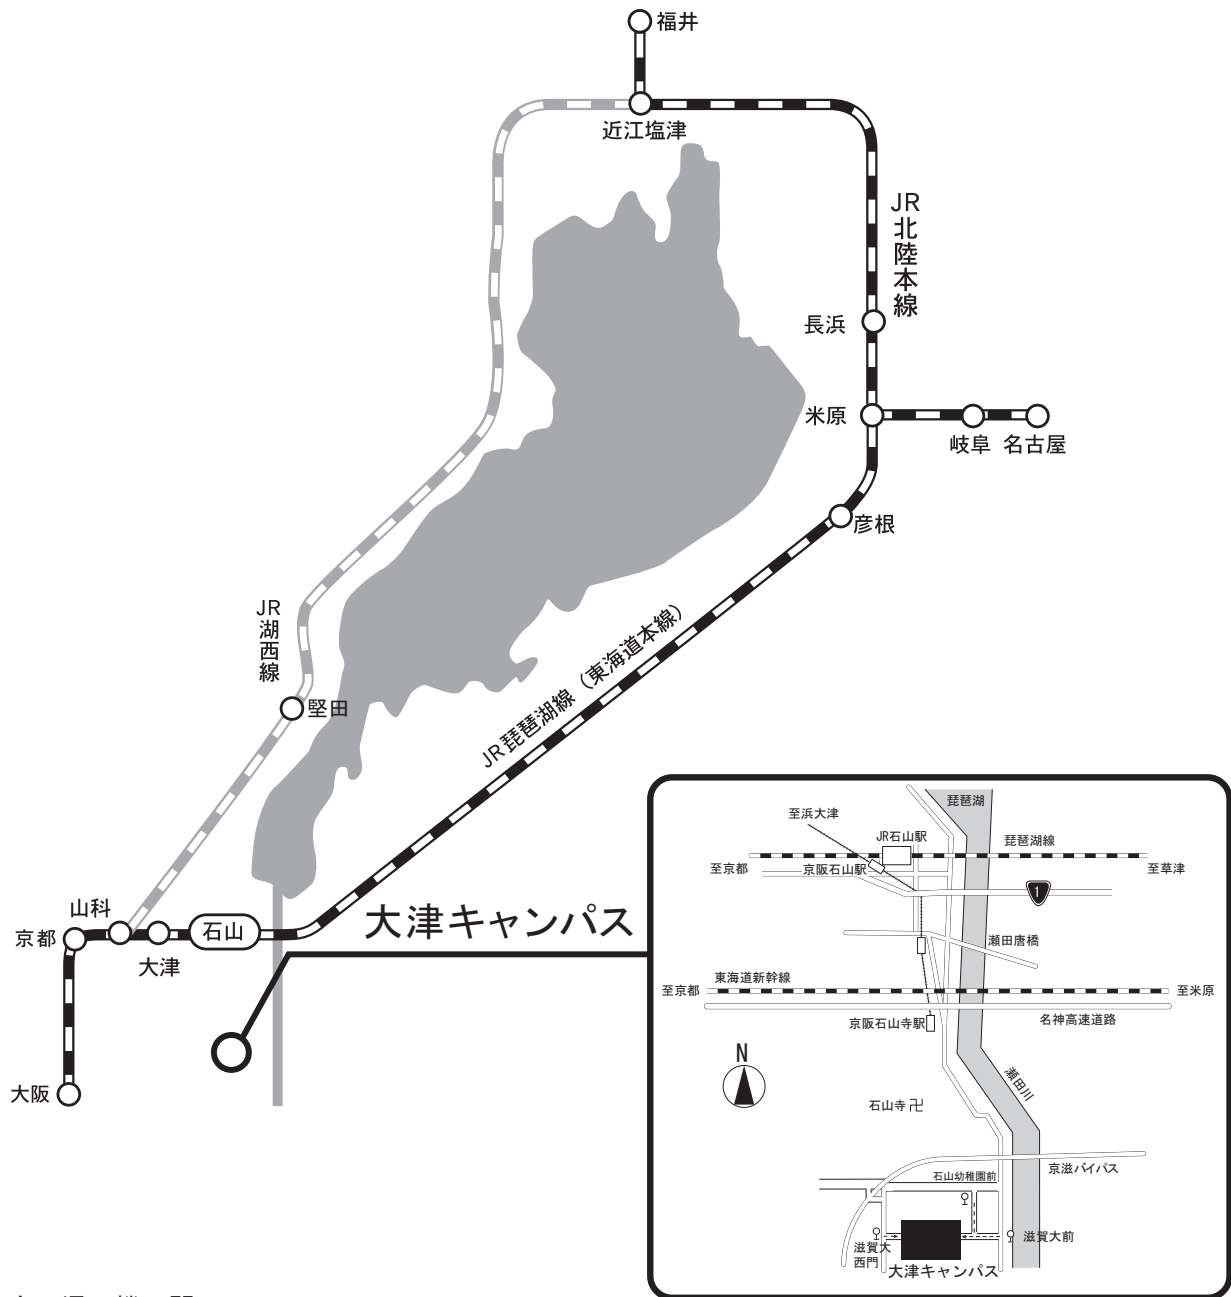 福井
近江塩津
JR北陸本線
長浜
米原
岐阜
名古屋
彦根
JR湖西線
JR琵琶湖線（東海道本線）
堅田
山科
京都
石山
大津
大津キャンパス
大阪
琵琶湖
至浜大津
JR石山駅
琵琶湖線
至京都
京阪石山駅
至草津
1
瀬田唐橋
東海道新幹線
至京都
至米原
京阪石山寺駅
名神高速道路
N
瀬田川
石山寺卍
京滋バイパス
石山幼稚園前
滋賀大前
滋賀大
西門
大津キャンパス